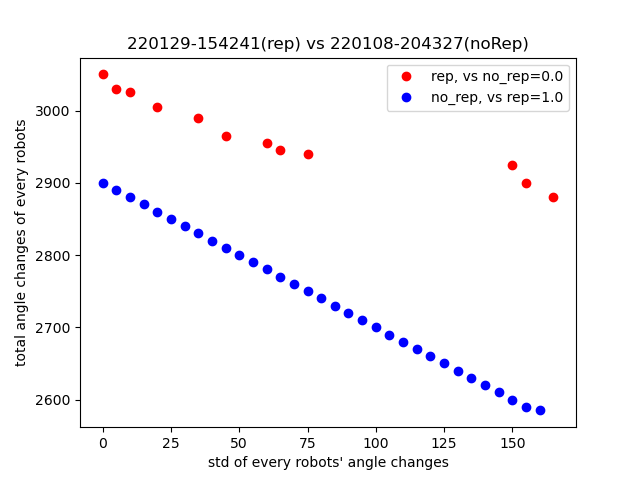 220129-154241(rep) vs 220108-204327(noRep)
rep, vs no_rep=0.0
no_rep, vs rep=1.0
total angle changes of every robots
3000
2900
2800
2700
2600
0 25 50 75 100 125 150
std of every robots' angle changes